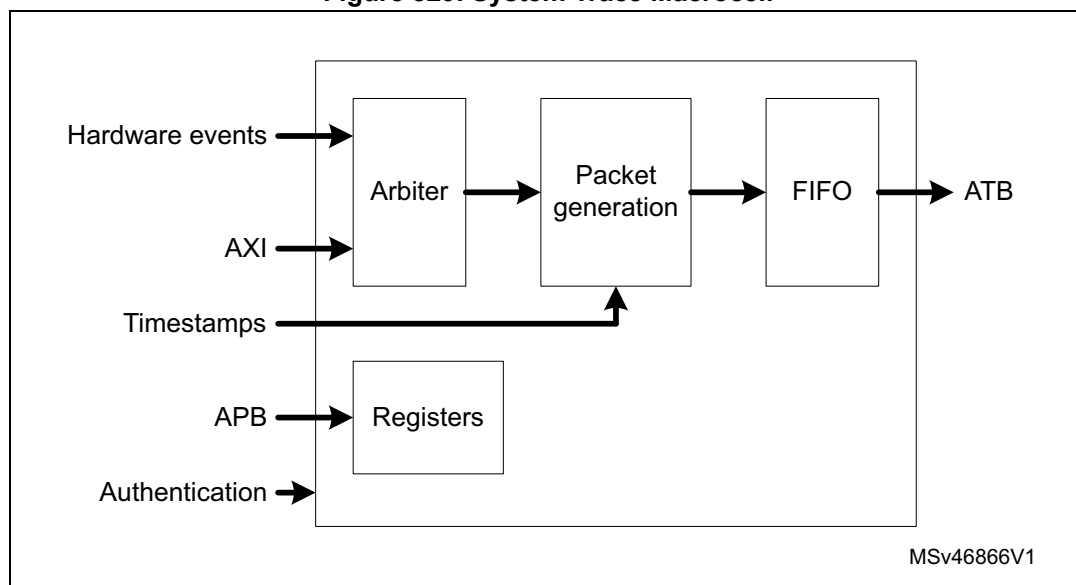 Hardware events
Arbiter
Packet
generation
FIFO
ATB
AXI
Timestamps
APB
Registers
Authentication
MSv46866V1